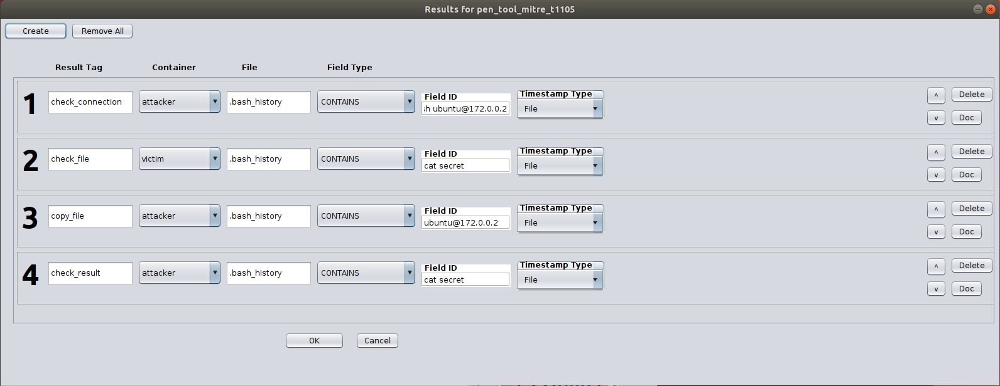 Results for pen_tool_mitre_t1105
Create Remove All
Result Tag Container File Field Type
1 check_connection attacker .bash_history CONTAINS Field ID h ubuntu@172.0.0.2 Timestamp Type File ^ v Delete Doc
2 check_file victim .bash_history CONTAINS Field ID cat secret Timestamp Type File ^ v Delete Doc
3 copy_file attacker .bash_history CONTAINS Field ID ubuntu@172.0.0.2 Timestamp Type File ^ v Delete Doc
4 check_result attacker .bash_history CONTAINS Field ID cat secret Timestamp Type File ^ v Delete Doc
OK Cancel